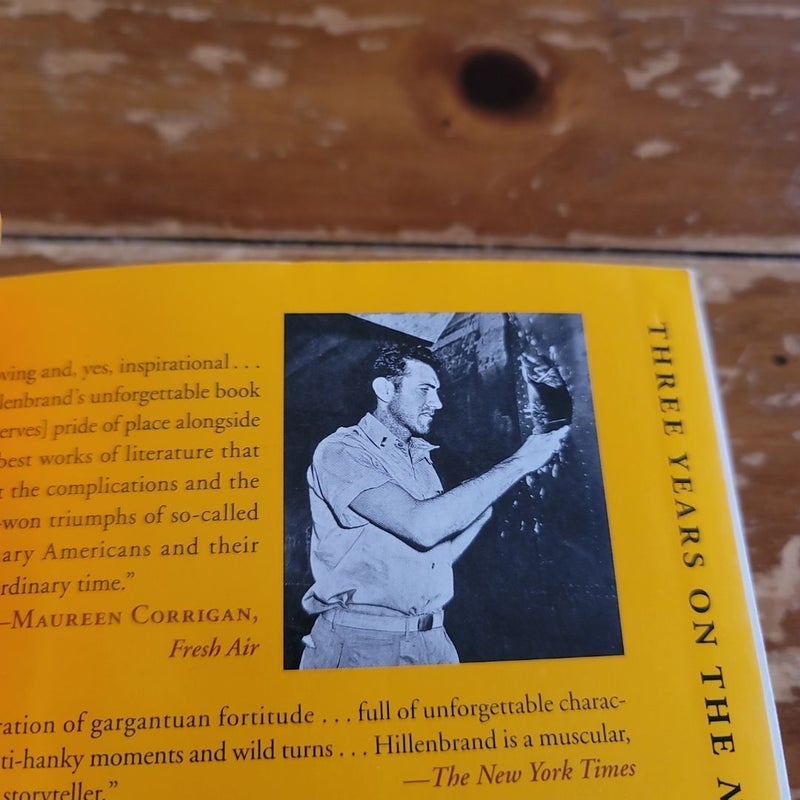 wing and, yes, inspirational . . .
lenbrand's unforgettable book
erves] pride of place alongside
best works of literature that
t the complications and the
-won triumphs of so-called
ary Americans and their
rdinary time."
—MAUREEN CORRIGAN,
Fresh Air
ration of gargantuan fortitude . . . full of unforgettable charac-
ti-hanky moments and wild turns . . . Hillenbrand is a muscular,
storyteller."
—The New York Times
THREE YEARS ON THE